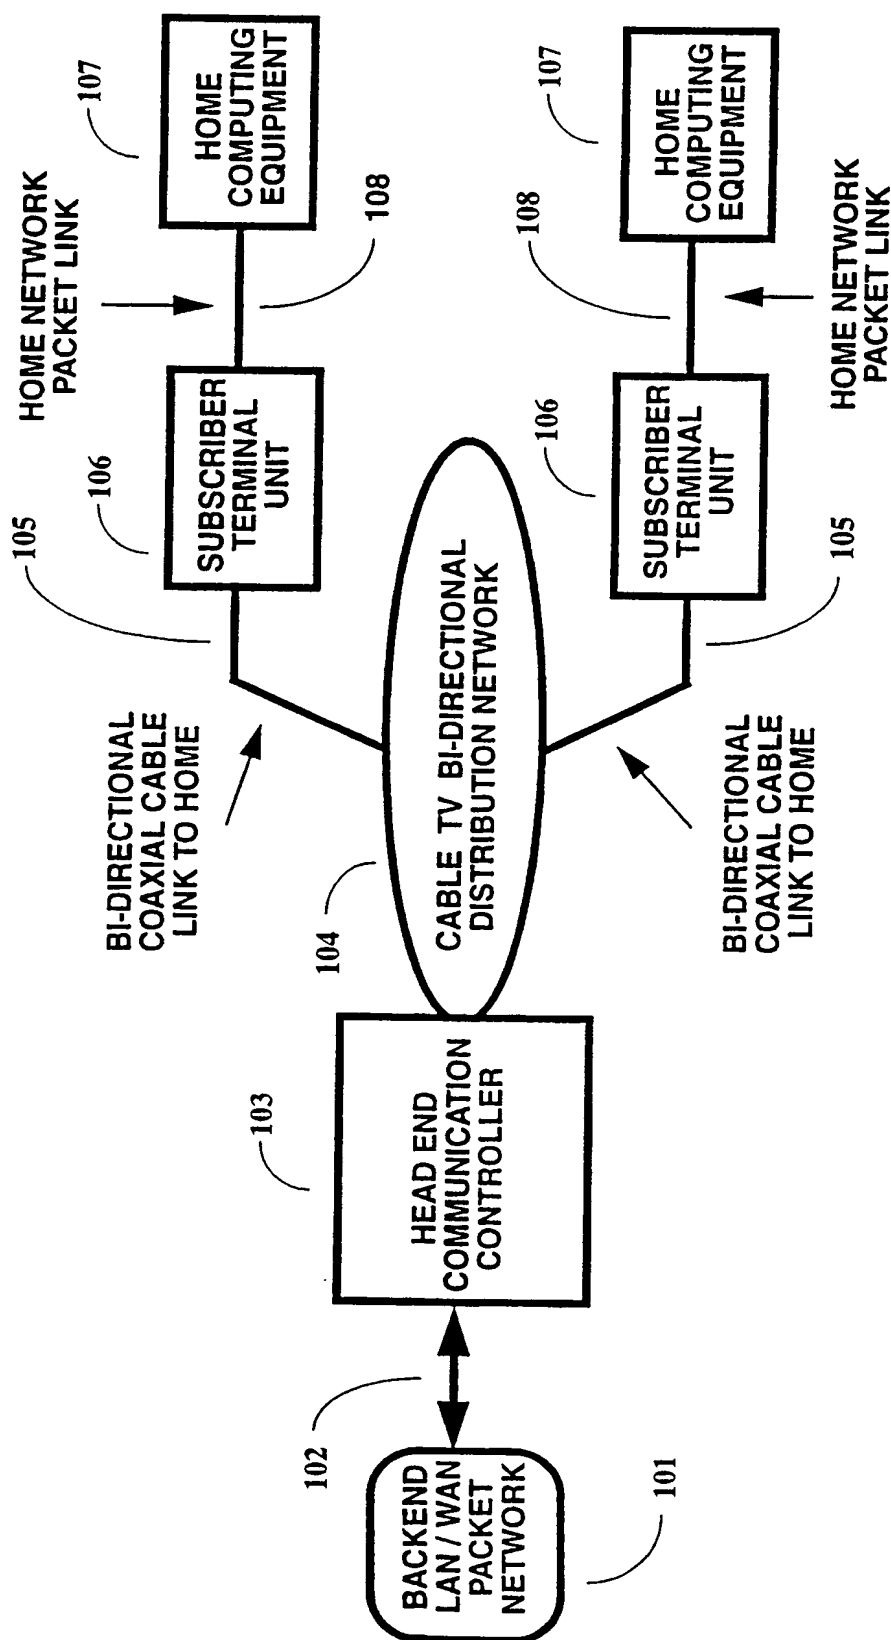 HOME NETWORK
PACKET LINK
107
HOME
COMPUTING
EQUIPMENT
108
106
SUBSCRIBER
TERMINAL
UNIT
105
BI-DIRECTIONAL
COAXIAL CABLE
LINK TO HOME
104
CABLE TV BI-DIRECTIONAL
DISTRIBUTION NETWORK
103
HEAD END
COMMUNICATION
CONTROLLER
102
BACKEND
LAN / WAN
PACKET
NETWORK
101
107
HOME
COMPUTING
EQUIPMENT
108
HOME NETWORK
PACKET LINK
106
SUBSCRIBER
TERMINAL
UNIT
105
BI-DIRECTIONAL
COAXIAL CABLE
LINK TO HOME